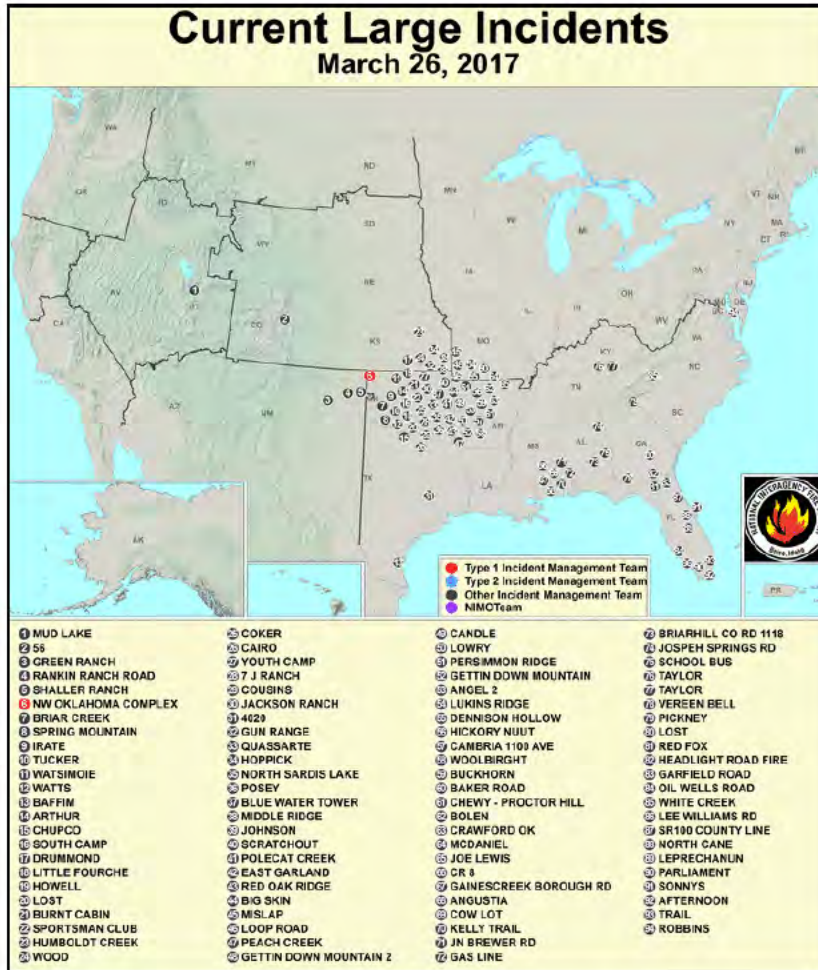 Current Large Incidents
March 26, 2017
WA
OR
CA
ID
MT
ND
SD
WY
NE
CO
KS
UT
AZ
TX
MN
WI
MI
MO
OH
PA
NY
VT
NH
MA
CT
RI
NJ
DE
WV
VA
KY
NC
SC
TN
AR
MS
AL
GA
LA
FL
AK
HI
PR
NATIONAL INTERAGENCY FIRE
Boise, Idaho
Type 1 Incident Management Team
Type 2 Incident Management Team
Other Incident Management Team
NIMOTeam
1 MUD LAKE
2 56
3 GREEN RANCH
4 RANKIN RANCH ROAD
5 SHALLER RANCH
6 NW OKLAHOMA COMPLEX
7 BRIAR CREEK
8 SPRING MOUNTAIN
9 IRATE
10 TUCKER
11 WATSIMOIE
12 WATTS
13 BAFFIM
14 ARTHUR
15 CHUPCO
16 SOUTH CAMP
17 DRUMMOND
18 LITTLE FOURCHE
19 HOWELL
20 LOST
21 BURNT CABIN
22 SPORTSMAN CLUB
23 HUMBOLDT CREEK
24 WOOD
25 COKER
26 CAIRO
27 YOUTH CAMP
28 7 J RANCH
29 COUSINS
30 JACKSON RANCH
31 4020
32 GUN RANGE
33 QUASSARTE
34 HOPPICK
35 NORTH SARDIS LAKE
36 POSEY
37 BLUE WATER TOWER
38 MIDDLE RIDGE
39 JOHNSON
40 SCRATCHOUT
41 POLECAT CREEK
42 EAST GARLAND
43 RED OAK RIDGE
44 BIG SKIN
45 MISLAP
46 LOOP ROAD
47 PEACH CREEK
48 GETTIN DOWN MOUNTAIN 2
49 CANDLE
50 LOWRY
51 PERSIMMON RIDGE
52 GETTIN DOWN MOUNTAIN
53 ANGEL 2
54 LUKINS RIDGE
55 DENNISON HOLLOW
56 HICKORY NUUT
57 CAMBRIA 1100 AVE
58 WOOLBIRGHT
59 BUCKHORN
60 BAKER ROAD
61 CHEWY - PROCTOR HILL
62 BOLEN
63 CRAWFORD OK
64 MCDANIEL
65 JOE LEWIS
66 CR 8
67 GAINESCREEK BOROUGH RD
68 ANGUSTIA
69 COW LOT
70 KELLY TRAIL
71 JN BREWER RD
72 GAS LINE
73 BRIARHILL CO RD 1118
74 JOSPEH SPRINGS RD
75 SCHOOL BUS
76 TAYLOR
77 TAYLOR
78 VEREEN BELL
79 PICKNEY
80 LOST
81 RED FOX
82 HEADLIGHT ROAD FIRE
83 GARFIELD ROAD
84 OIL WELLS ROAD
85 WHITE CREEK
86 LEE WILLIAMS RD
87 SR100 COUNTY LINE
88 NORTH CANE
89 LEPRECHANUN
90 PARLIAMENT
91 SONNYS
92 AFTERNOON
93 TRAIL
94 ROBBINS